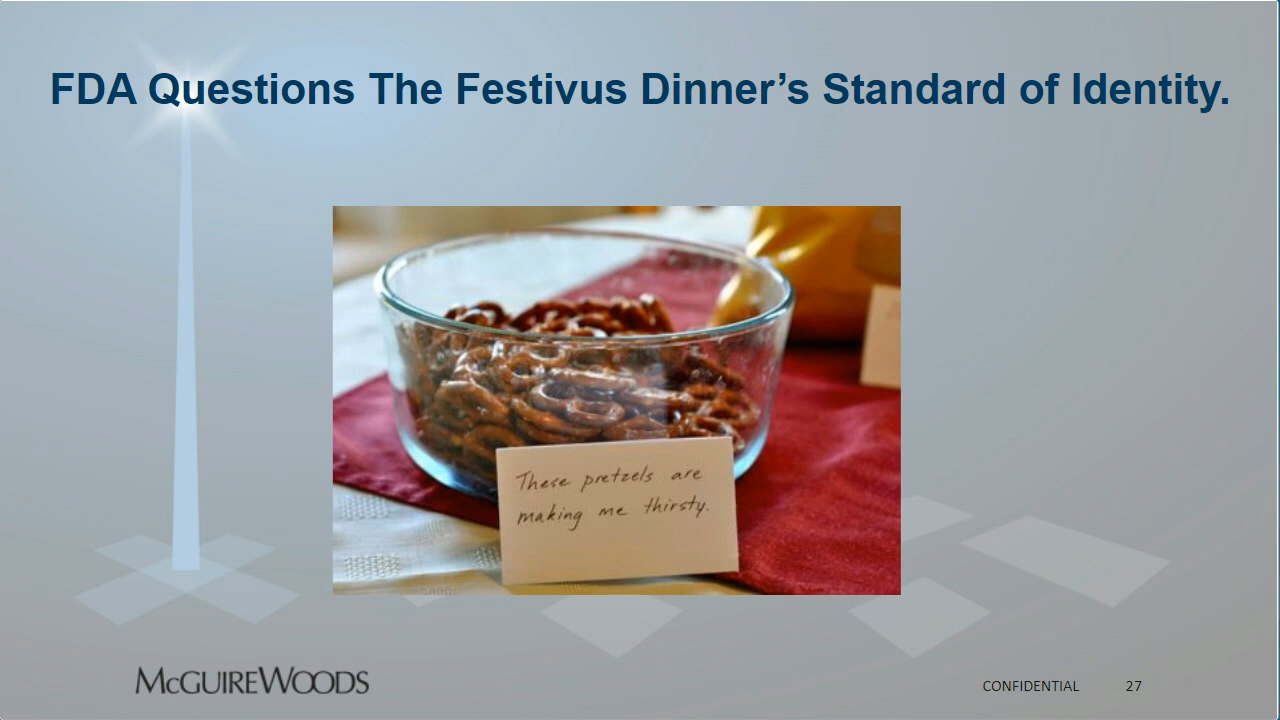 FDA Questions The Festivus Dinner’s Standard of Identity.
These pretzels are
making me thirsty.
McGUIREWOODS
CONFIDENTIAL 27